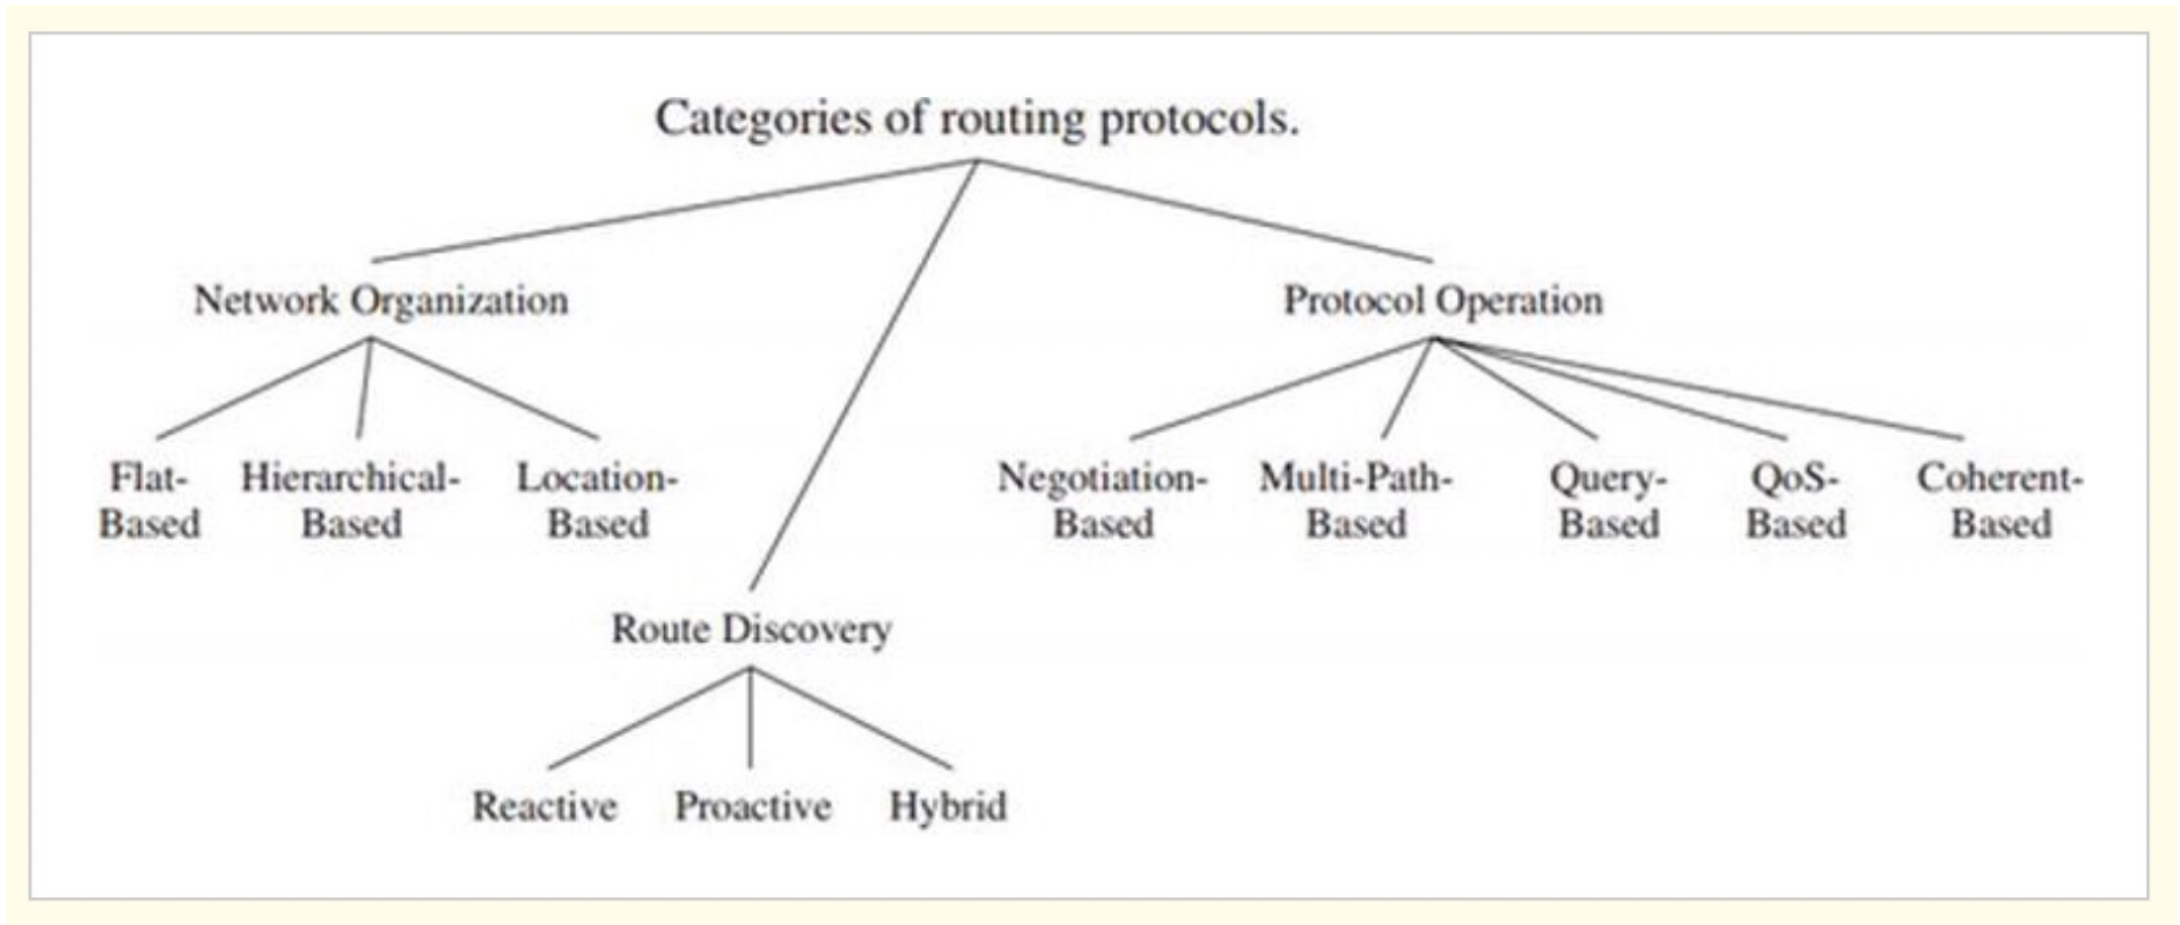 Categories of routing protocols.
Network Organization
Protocol Operation
Flat-
Based
Hierarchical-
Based
Location-
Based
Negotiation-
Based
Multi-Path-
Based
Query-
Based
QoS-
Based
Coherent-
Based
Route Discovery
Reactive
Proactive
Hybrid